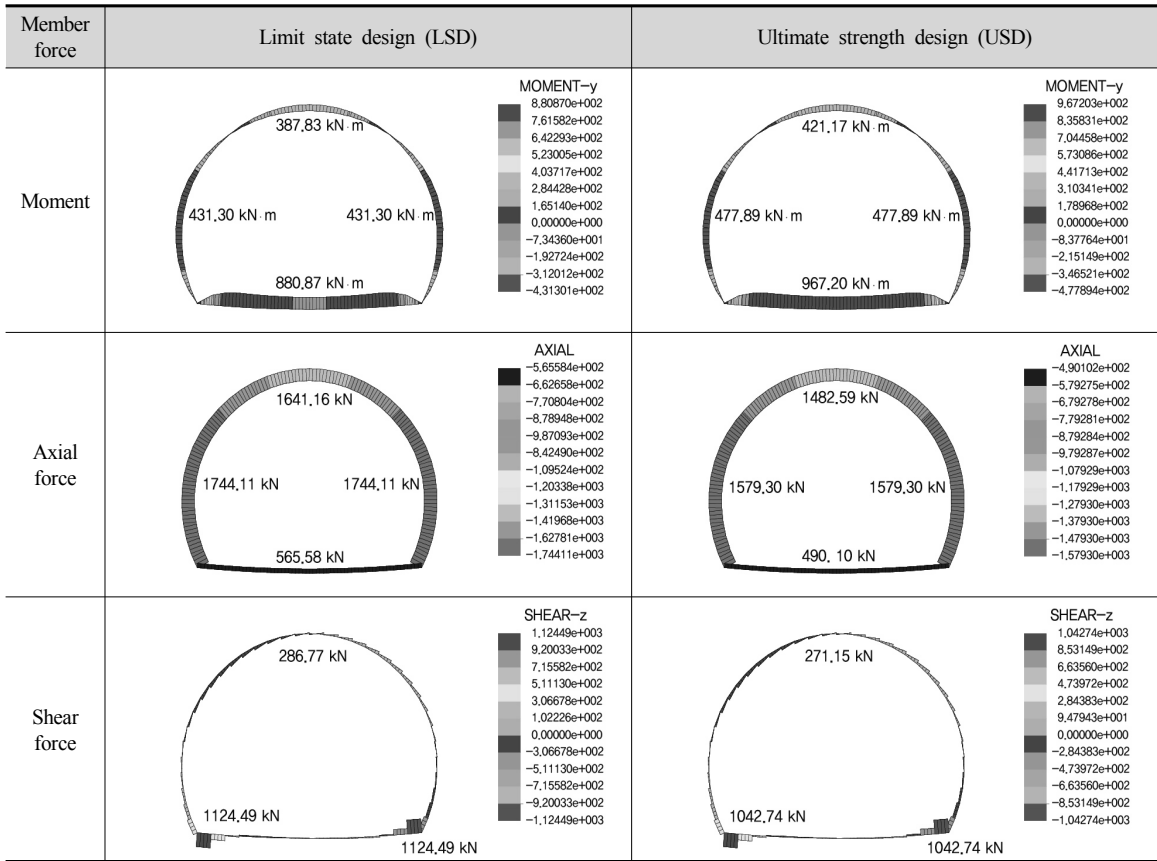 Member
force
Limit state design (LSD)
Ultimate strength design (USD)
Moment
387.83 kN·m
431.30 kN·m
431.30 kN·m
880.87 kN·m
MOMENT-y
8.80870e+002
7.61582e+002
6.42293e+002
5.23005e+002
4.03717e+002
2.84428e+002
1.65140e+002
0.00000e+000
-7.34360e+001
-1.92724e+002
-3.12012e+002
-4.31301e+002
421.17 kN·m
477.89 kN·m
477.89 kN·m
967.20 kN·m
MOMENT-y
9.67203e+002
8.35831e+002
7.04458e+002
5.73086e+002
4.41713e+002
3.10341e+002
1.78968e+002
0.00000e+000
-8.37764e+001
-2.15149e+002
-3.46521e+002
-4.77894e+002
Axial
force
1641.16 kN
1744.11 kN
1744.11 kN
565.58 kN
AXIAL
-5.65584e+002
-6.62658e+002
-7.70804e+002
-8.78948e+002
-9.87093e+002
-8.42490e+002
-1.09524e+002
-1.20338e+003
-1.31153e+003
-1.41968e+003
-1.62781e+003
-1.74411e+003
1482.59 kN
1579.30 kN
1579.30 kN
490.10 kN
AXIAL
-4.90102e+002
-5.79275e+002
-6.79278e+002
-7.79281e+002
-8.79284e+002
-9.79287e+002
-1.07929e+003
-1.17929e+003
-1.27930e+003
-1.37930e+003
-1.47930e+003
-1.57930e+003
Shear
force
286.77 kN
1124.49 kN
1124.49 kN
SHEAR-z
1.12449e+003
9.20033e+002
7.15582e+002
5.11130e+002
3.06678e+002
1.02226e+002
0.00000e+000
-3.06678e+002
-5.11130e+002
-7.15582e+002
-9.20033e+002
-1.12449e+003
271.15 kN
1042.74 kN
1042.74 kN
SHEAR-z
1.04274e+003
8.53149e+002
6.63560e+002
4.73972e+002
2.84383e+002
9.47943e+001
0.00000e+000
-2.84383e+002
-4.73972e+002
-6.63560e+002
-8.53149e+002
-1.04274e+003